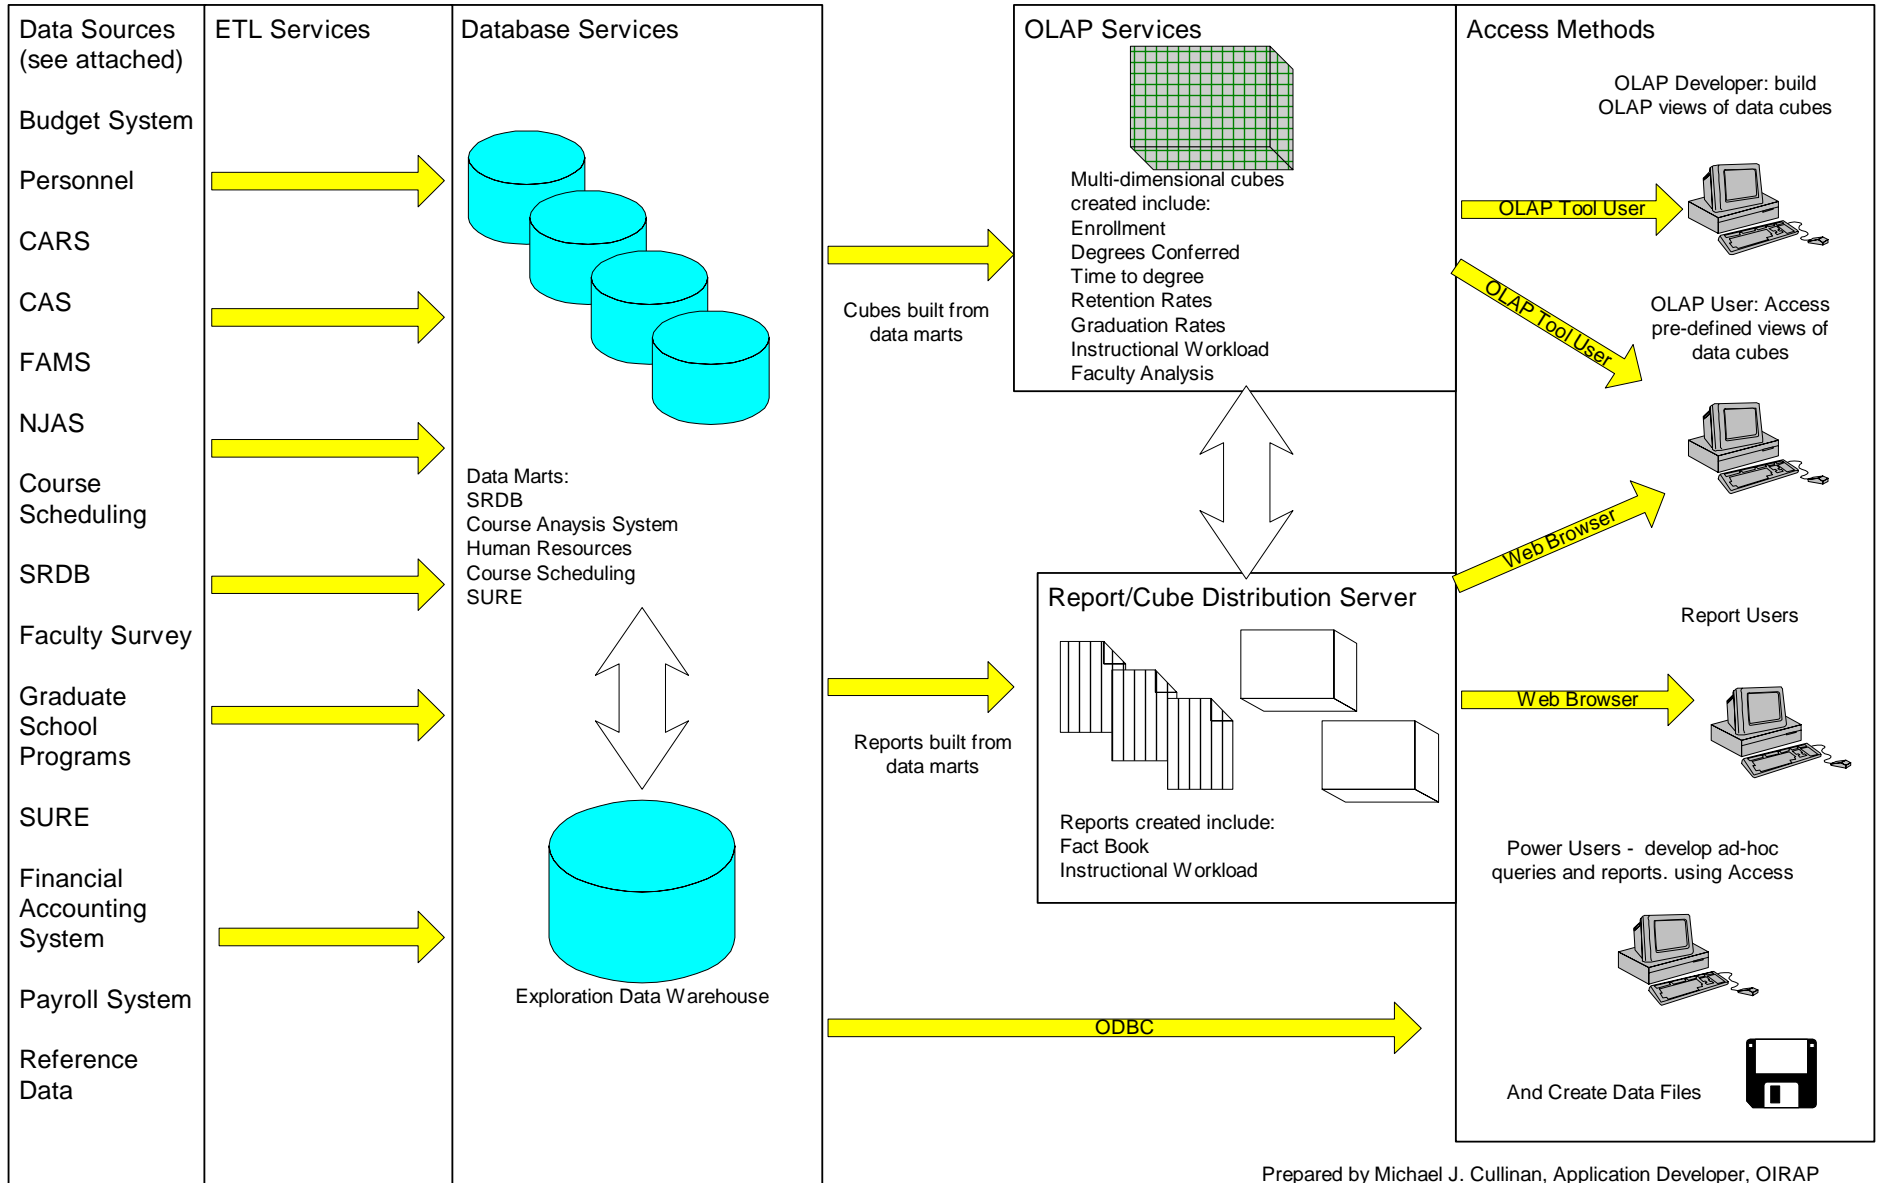 Data Sources
(see attached)
Budget System
Personnel
CARS
CAS
FAMS
NJAS
Course
Scheduling
SRDB
Faculty Survey
Graduate
School
Programs
SURE
Financial
Accounting
System
Payroll System
Reference
Data
ETL Services
Database Services
Data Marts:
SRDB
Course Anaysis System
Human Resources
Course Scheduling
SURE
Exploration Data Warehouse
Cubes built from
data marts
Reports built from
data marts
ODBC
OLAP Services
Multi-dimensional cubes
created include:
Enrollment
Degrees Conferred
Time to degree
Retention Rates
Graduation Rates
Instructional Workload
Faculty Analysis
Report/Cube Distribution Server
Reports created include:
Fact Book
Instructional Workload
Access Methods
OLAP Developer: build
OLAP views of data cubes
OLAP Tool User
OLAP Tool User
OLAP User: Access
pre-defined views of
data cubes
Web Browser
Report Users
Web Browser
Power Users -  develop ad-hoc
queries and reports. using Access
And Create Data Files
Prepared by Michael J. Cullinan, Application Developer, OIRAP